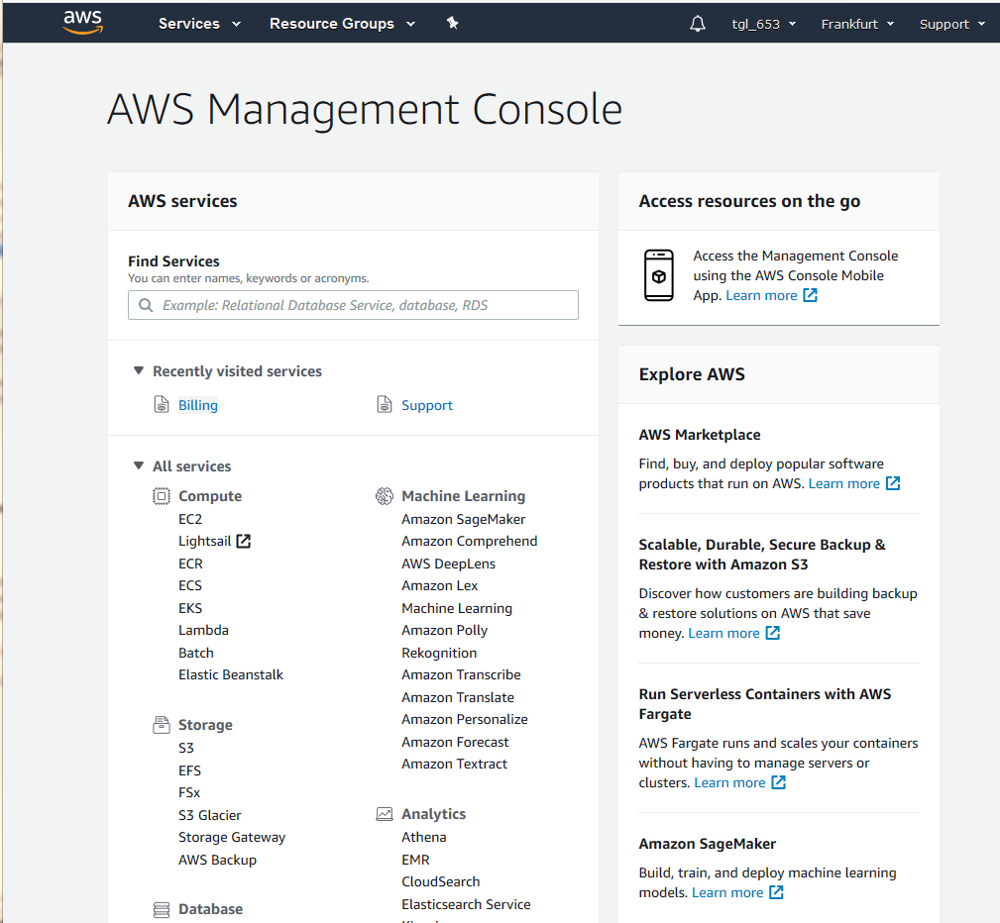 aws Services Resource Groups tgl_653 Frankfurt Support
AWS Management Console
AWS services
Find Services
You can enter names, keywords or acronyms.
Example: Relational Database Service, database, RDS
Recently visited services
Billing Support
All services
Compute
EC2
Lightsail
ECR
ECS
EKS
Lambda
Batch
Elastic Beanstalk
Storage
S3
EFS
FSx
S3 Glacier
Storage Gateway
AWS Backup
Database
Machine Learning
Amazon SageMaker
Amazon Comprehend
AWS DeepLens
Amazon Lex
Machine Learning
Amazon Polly
Rekognition
Amazon Transcribe
Amazon Translate
Amazon Personalize
Amazon Forecast
Amazon Textract
Analytics
Athena
EMR
CloudSearch
Elasticsearch Service
Access resources on the go
Access the Management Console
using the AWS Console Mobile
App. Learn more
Explore AWS
AWS Marketplace
Find, buy, and deploy popular software
products that run on AWS. Learn more
Scalable, Durable, Secure Backup &
Restore with Amazon S3
Discover how customers are building backup
& restore solutions on AWS that save
money. Learn more
Run Serverless Containers with AWS
Fargate
AWS Fargate runs and scales your containers
without having to manage servers or
clusters. Learn more
Amazon SageMaker
Build, train, and deploy machine learning
models. Learn more